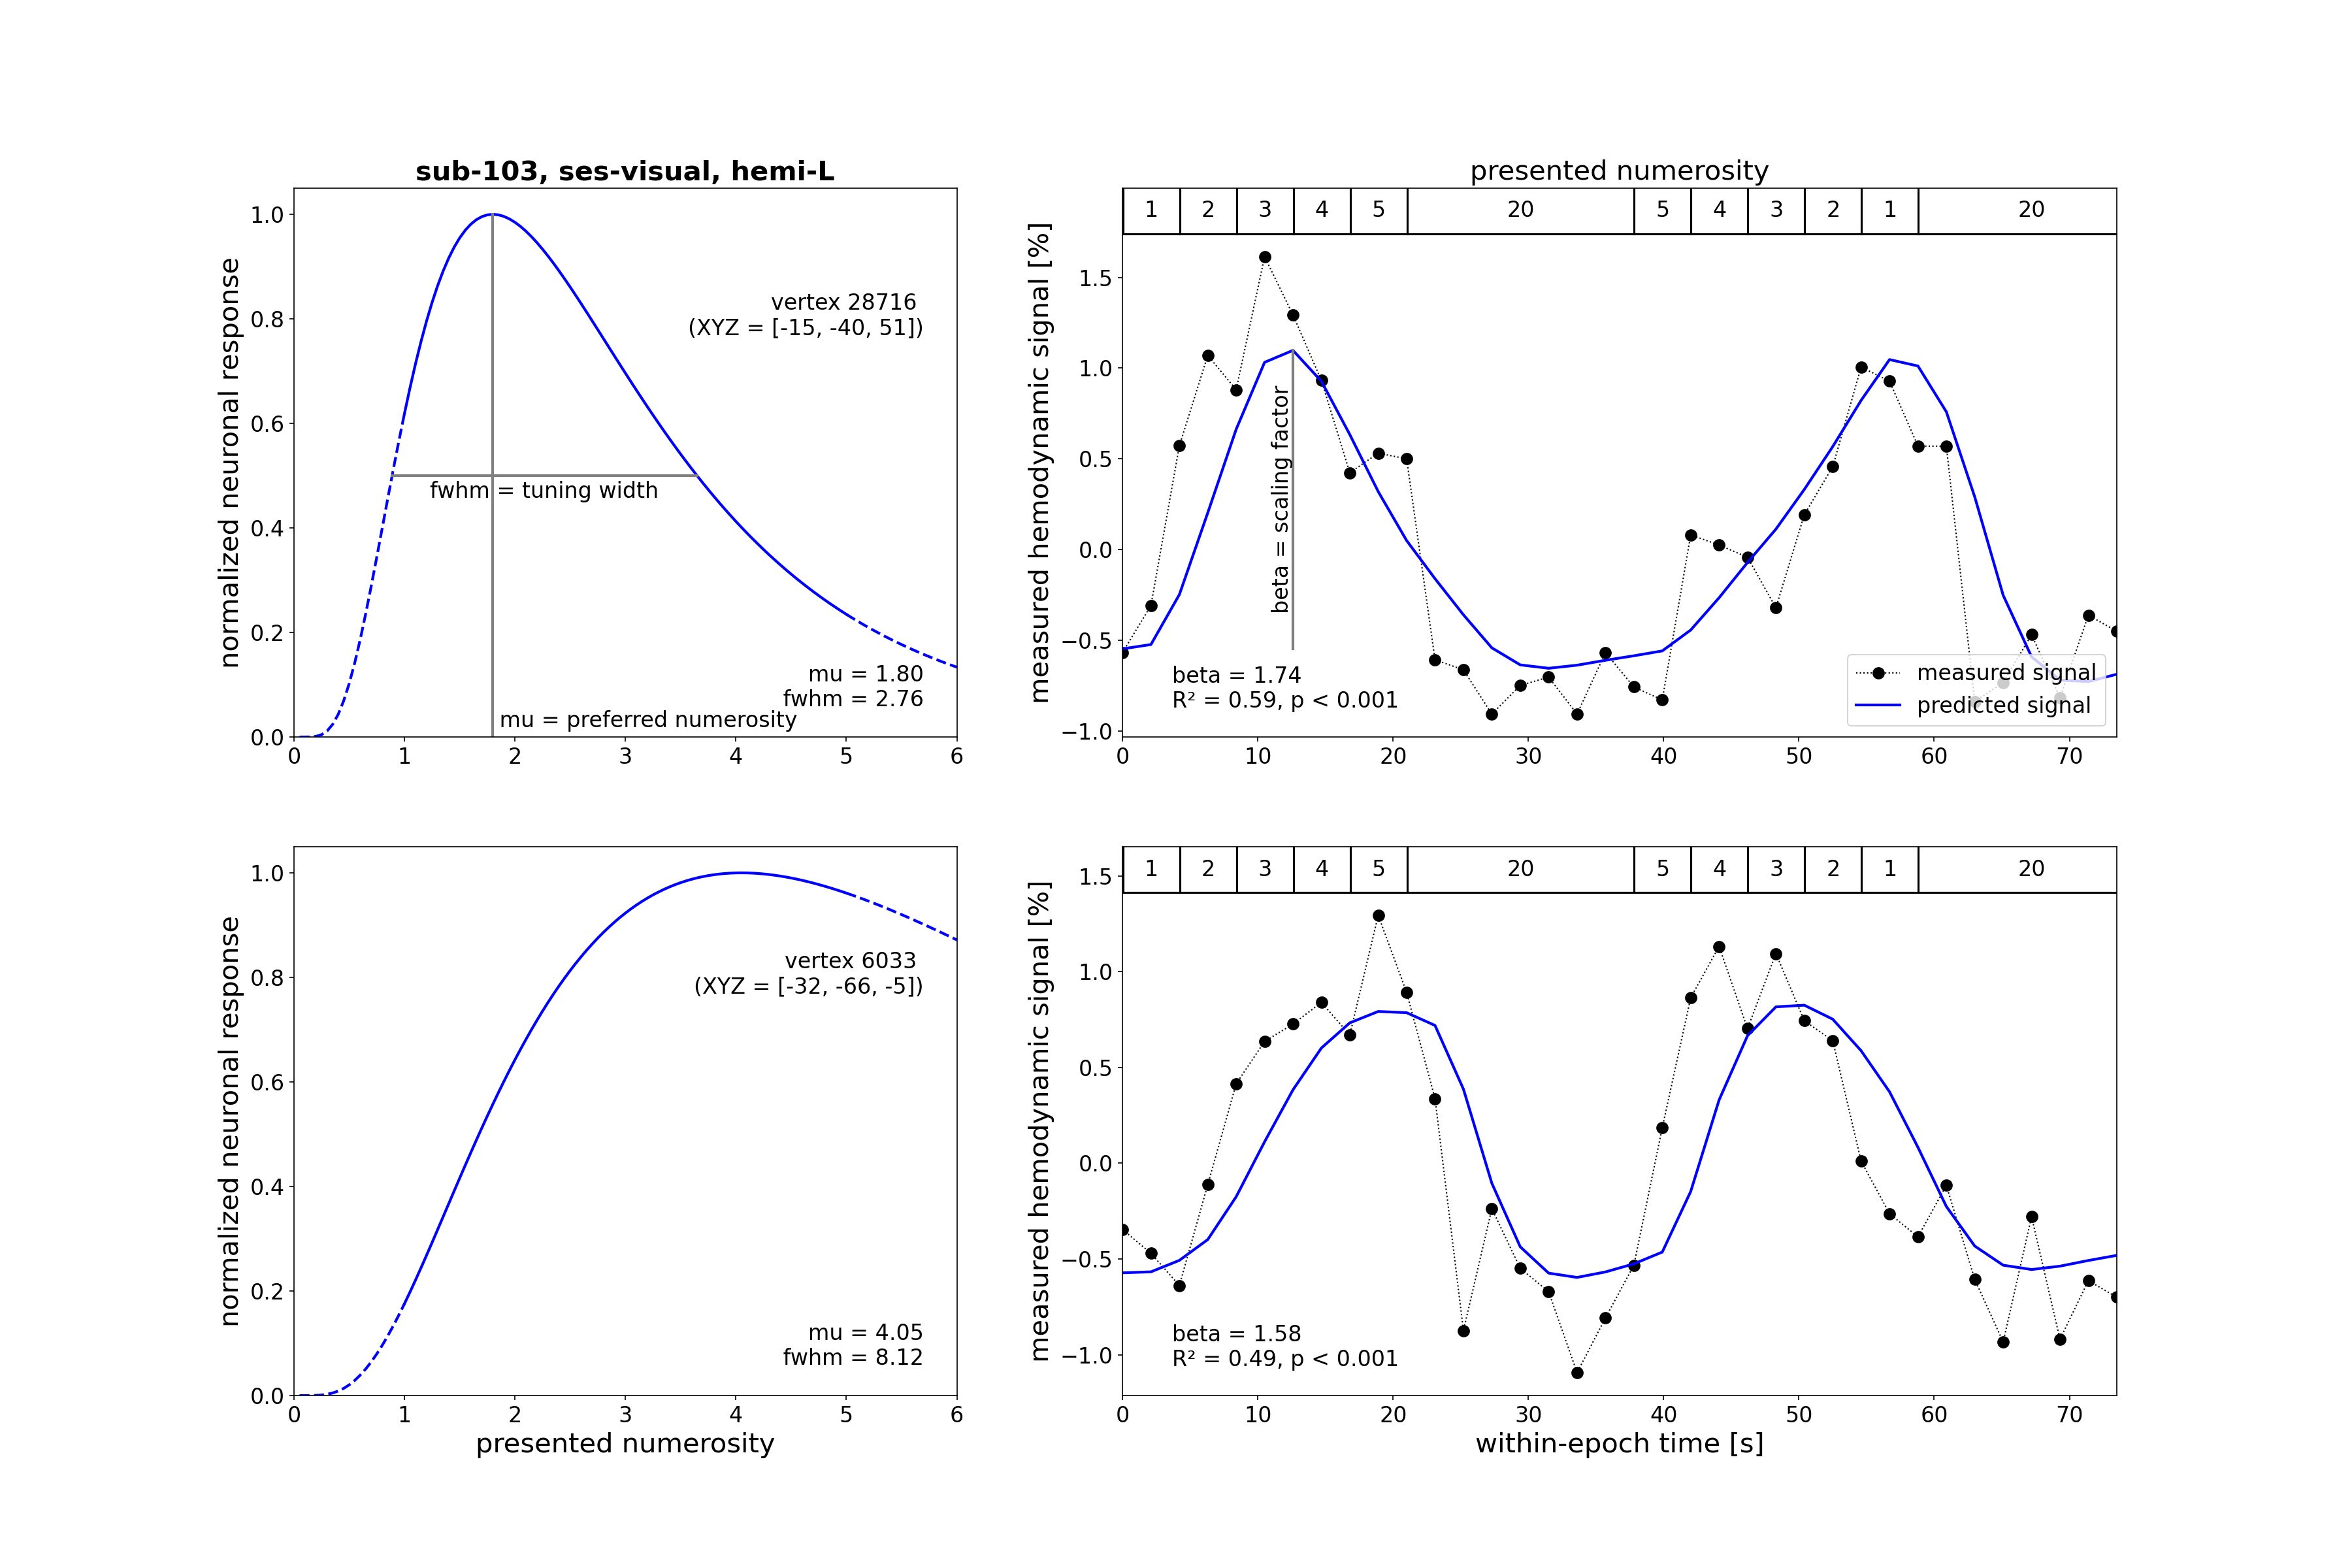 sub-103, ses-visual, hemi-L
normalized neuronal response
1.0
0.8
0.6
0.4
0.2
0.0
vertex 28716
(XYZ = [-15, -40, 51])
fwhm = tuning width
mu = 1.80
fwhm = 2.76
mu = preferred numerosity
0 1 2 3 4 5 6
presented numerosity
1 2 3 4 5 20 5 4 3 2 1 20
measured hemodynamic signal [%]
1.5
1.0
0.5
0.0
−0.5
−1.0
beta = scaling factor
beta = 1.74
R² = 0.59, p < 0.001
measured signal
predicted signal
0 10 20 30 40 50 60 70
normalized neuronal response
1.0
0.8
0.6
0.4
0.2
0.0
vertex 6033
(XYZ = [-32, -66, -5])
mu = 4.05
fwhm = 8.12
0 1 2 3 4 5 6
presented numerosity
1 2 3 4 5 20 5 4 3 2 1 20
measured hemodynamic signal [%]
1.5
1.0
0.5
0.0
−0.5
−1.0
beta = 1.58
R² = 0.49, p < 0.001
0 10 20 30 40 50 60 70
within-epoch time [s]